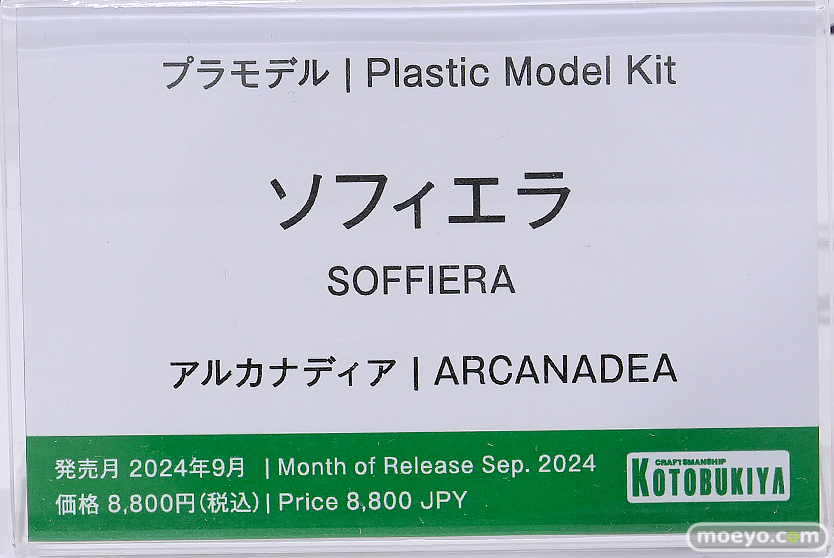 プラモデル | Plastic Model Kit
ソフィエラ
SOFFIERA
アルカナディア | ARCANADEA
発売月 2024年9月 | Month of Release Sep. 2024
価格 8,800円(税込) | Price 8,800 JPY
CRAFTSMANSHIP
KOTOBUKIYA
moeyo.com